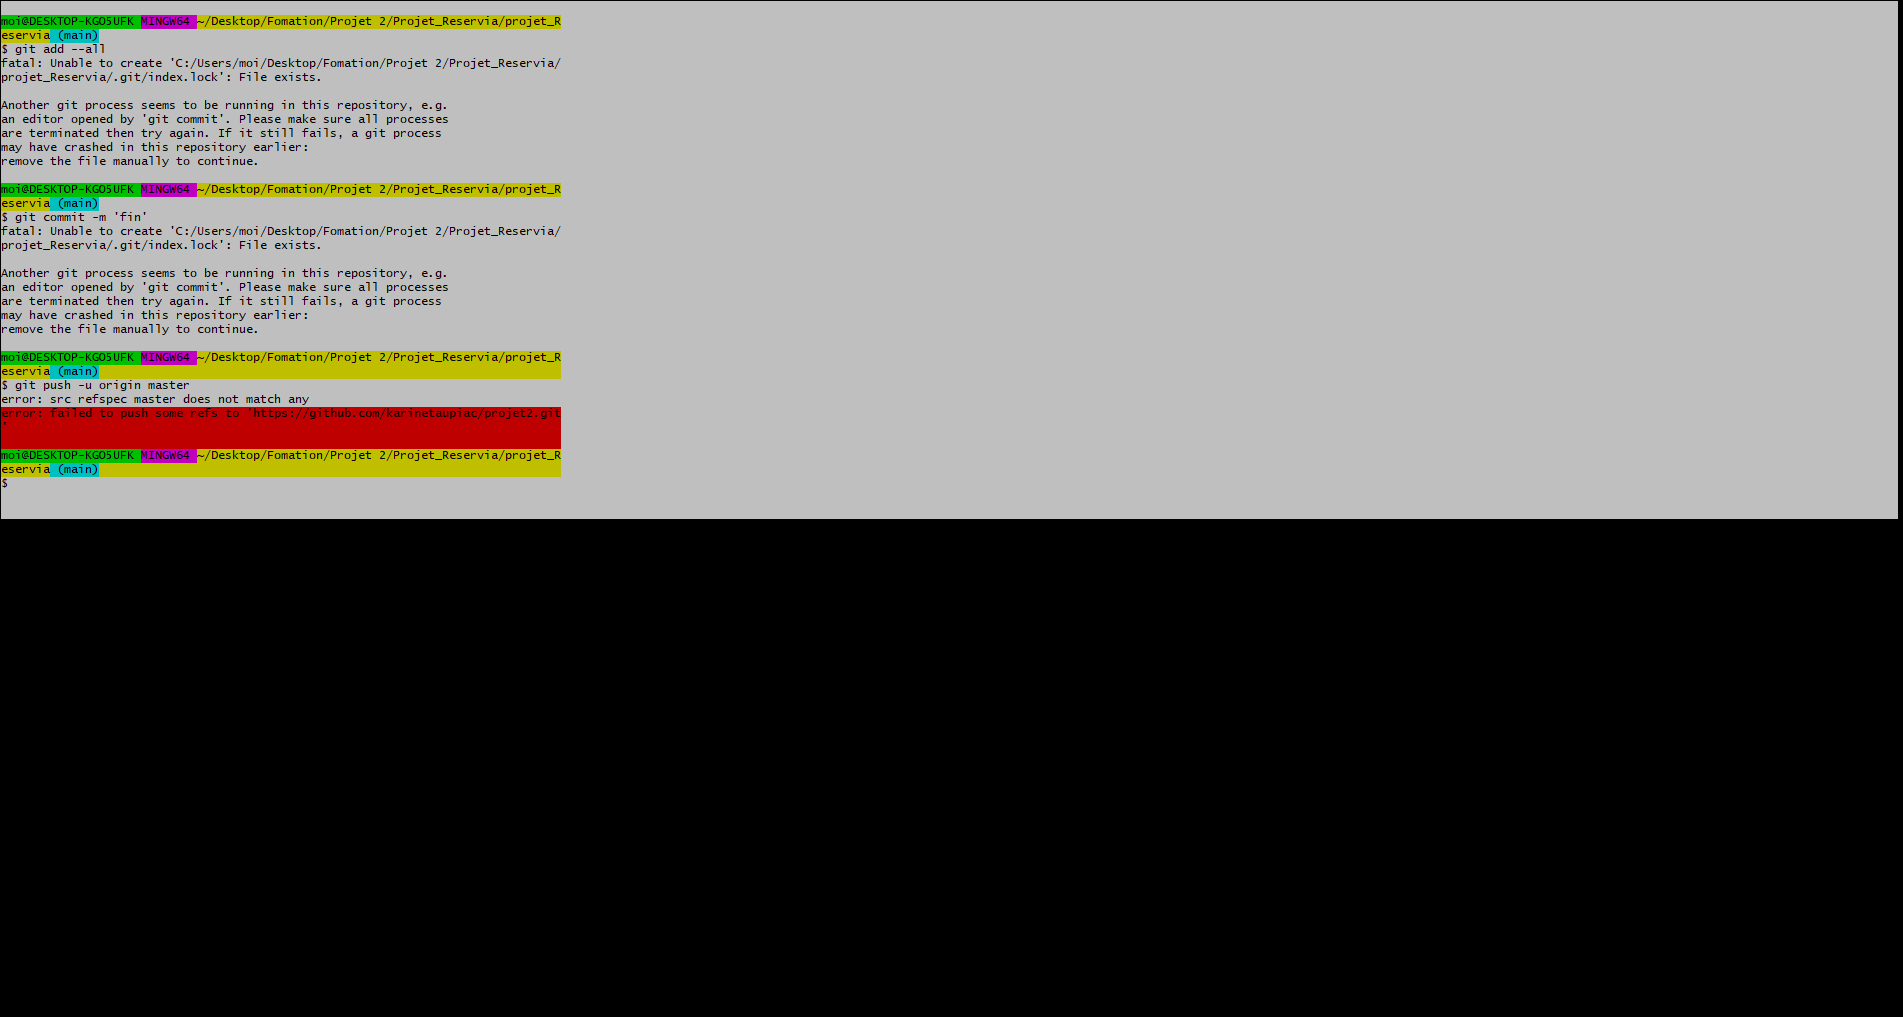 moi@DESKTOP-KGO5UFK MINGW64 ~/Desktop/Fomation/Projet 2/Projet_Reservia/projet_R
eservia (main)
$ git add --all
fatal: Unable to create 'C:/Users/moi/Desktop/Fomation/Projet 2/Projet_Reservia/
projet_Reservia/.git/index.lock': File exists.
Another git process seems to be running in this repository, e.g.
an editor opened by 'git commit'. Please make sure all processes
are terminated then try again. If it still fails, a git process
may have crashed in this repository earlier:
remove the file manually to continue.
moi@DESKTOP-KGO5UFK MINGW64 ~/Desktop/Fomation/Projet 2/Projet_Reservia/projet_R
eservia (main)
$ git commit -m 'fin'
fatal: Unable to create 'C:/Users/moi/Desktop/Fomation/Projet 2/Projet_Reservia/
projet_Reservia/.git/index.lock': File exists.
Another git process seems to be running in this repository, e.g.
an editor opened by 'git commit'. Please make sure all processes
are terminated then try again. If it still fails, a git process
may have crashed in this repository earlier:
remove the file manually to continue.
moi@DESKTOP-KGO5UFK MINGW64 ~/Desktop/Fomation/Projet 2/Projet_Reservia/projet_R
eservia (main)
$ git push -u origin master
error: src refspec master does not match any
error: failed to push some refs to 'https://github.com/karinetaupiac/projet2.git
'
moi@DESKTOP-KGO5UFK MINGW64 ~/Desktop/Fomation/Projet 2/Projet_Reservia/projet_R
eservia (main)
$